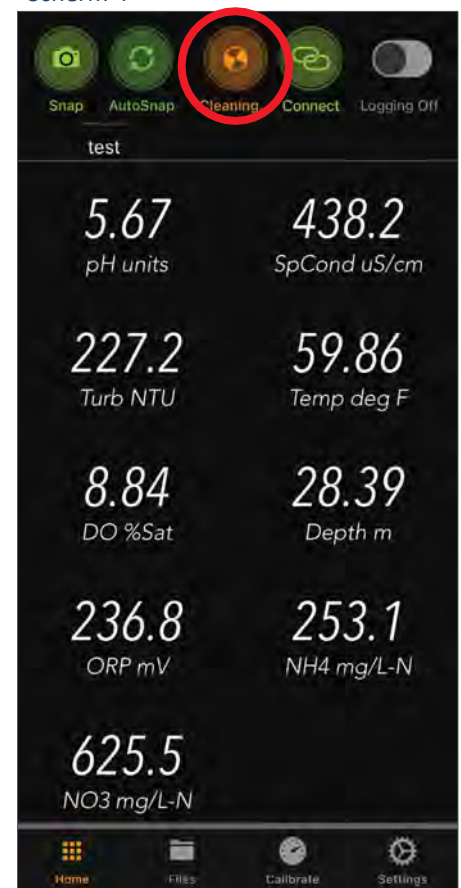 Snap AutoSnap Cleaning Connect Logging Off
test
5.67 438.2
pH units SpCond uS/cm
227.2 59.86
Turb NTU Temp deg F
8.84 28.39
DO %Sat Depth m
236.8 253.1
ORP mV NH4 mg/L-N
625.5
NO3 mg/L-N
Home Files Calibrate Settings